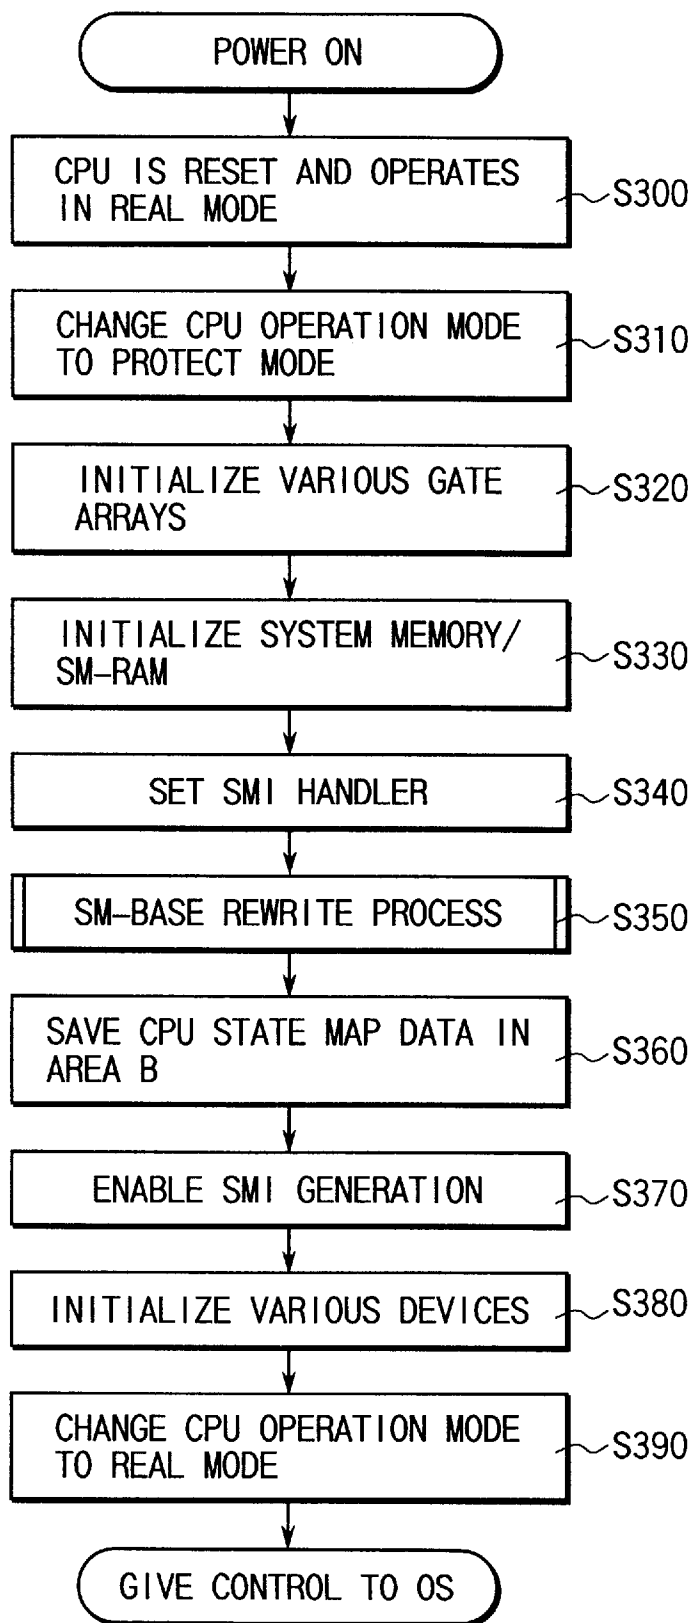 POWER ON
CPU IS RESET AND OPERATES
IN REAL MODE
S300
CHANGE CPU OPERATION MODE
TO PROTECT MODE
S310
INITIALIZE VARIOUS GATE
ARRAYS
S320
INITIALIZE SYSTEM MEMORY/
SM-RAM
S330
SET SMI HANDLER
S340
SM-BASE REWRITE PROCESS
S350
SAVE CPU STATE MAP DATA IN
AREA B
S360
ENABLE SMI GENERATION
S370
INITIALIZE VARIOUS DEVICES
S380
CHANGE CPU OPERATION MODE
TO REAL MODE
S390
GIVE CONTROL TO OS